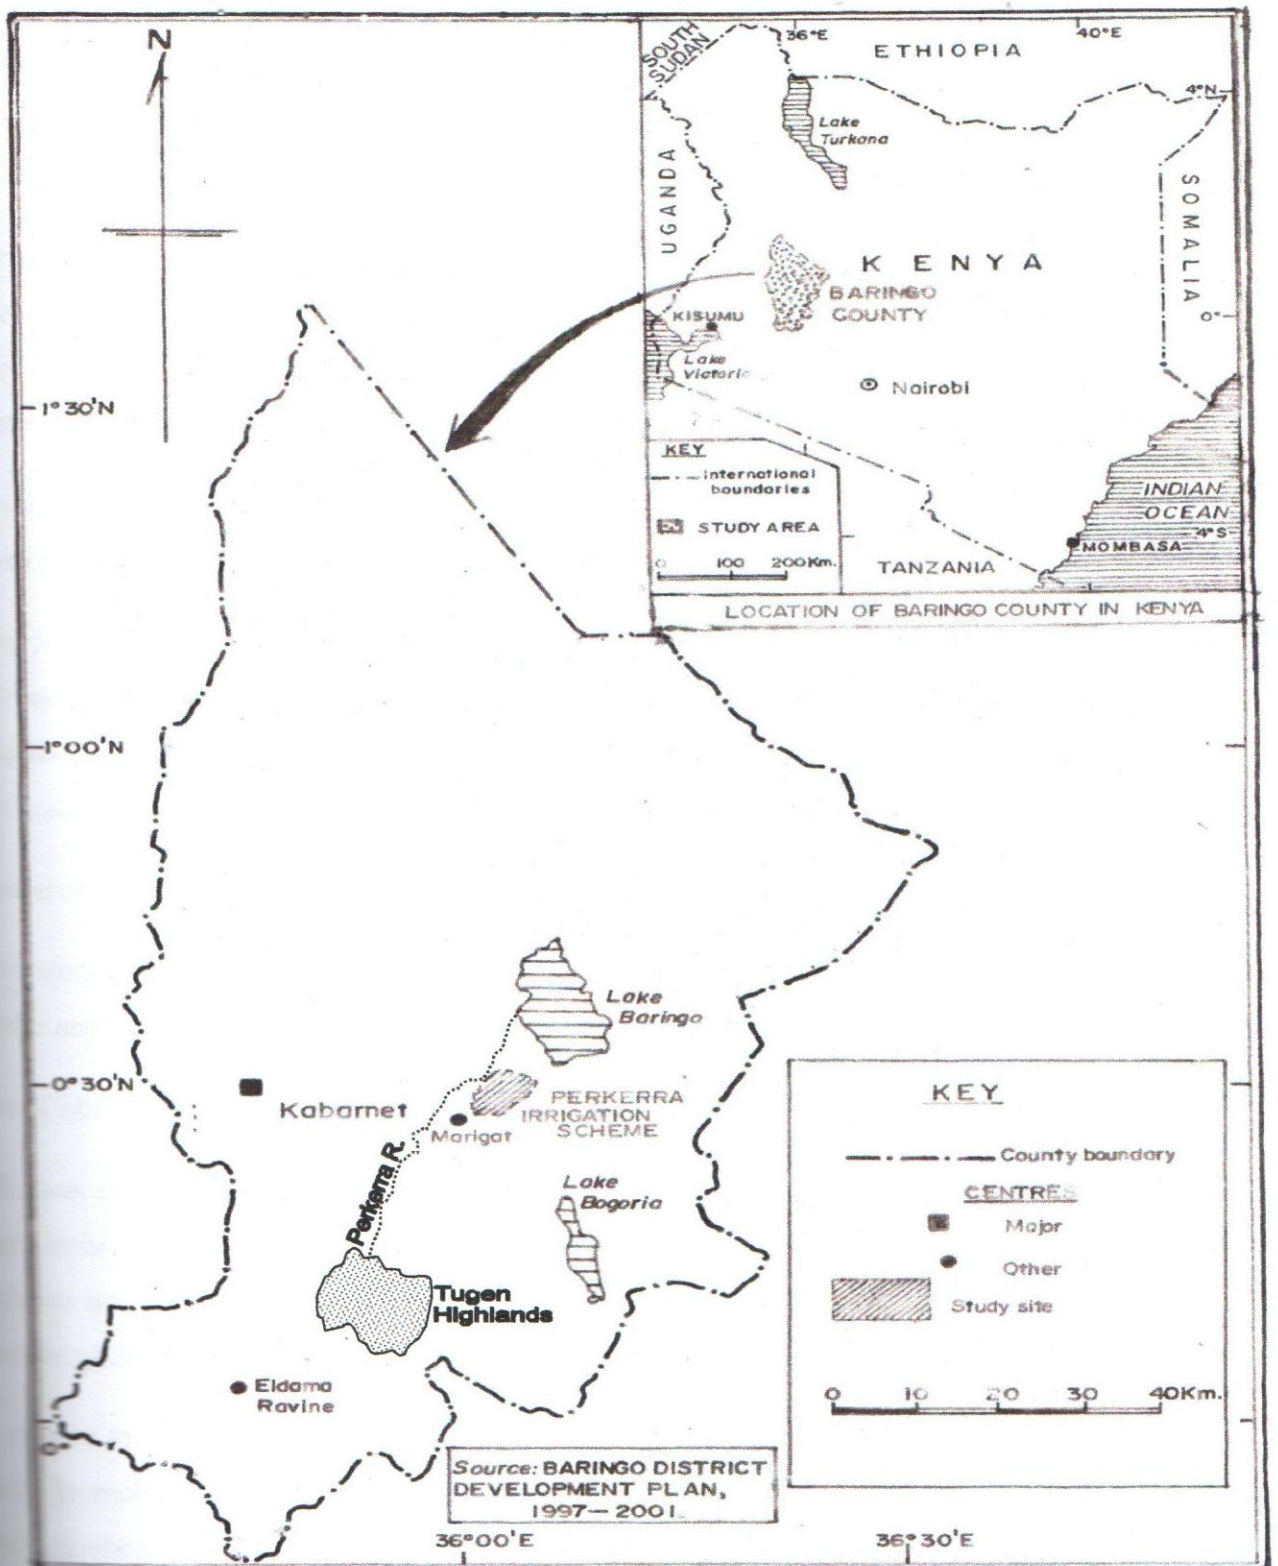 N
SOUTH
SUDAN
36°E
ETHIOPIA
40°E
4°N
Lake
Turkana
UGANDA
SOMALIA
KENYA
BARINGO
COUNTY
0°
KISUMU
Lake
Victoria
Nairobi
KEY
international
boundaries
STUDY AREA
0 100 200Km.
INDIAN
OCEAN
4°S
MOMBASA
TANZANIA
LOCATION OF BARINGO COUNTY IN KENYA
1°30'N
1°00'N
0°30'N
0°
Lake
Baringo
Kabarnet
PERKERRA
IRRIGATION
SCHEME
Marigat
Perkerra R.
Lake
Bogoria
Tugen
Highlands
Eldama
Ravine
KEY
County boundary
CENTRES
Major
Other
Study site
0 10 20 30 40Km.
Source: BARINGO DISTRICT
DEVELOPMENT PLAN,
1997-2001.
36°00'E
36°30'E